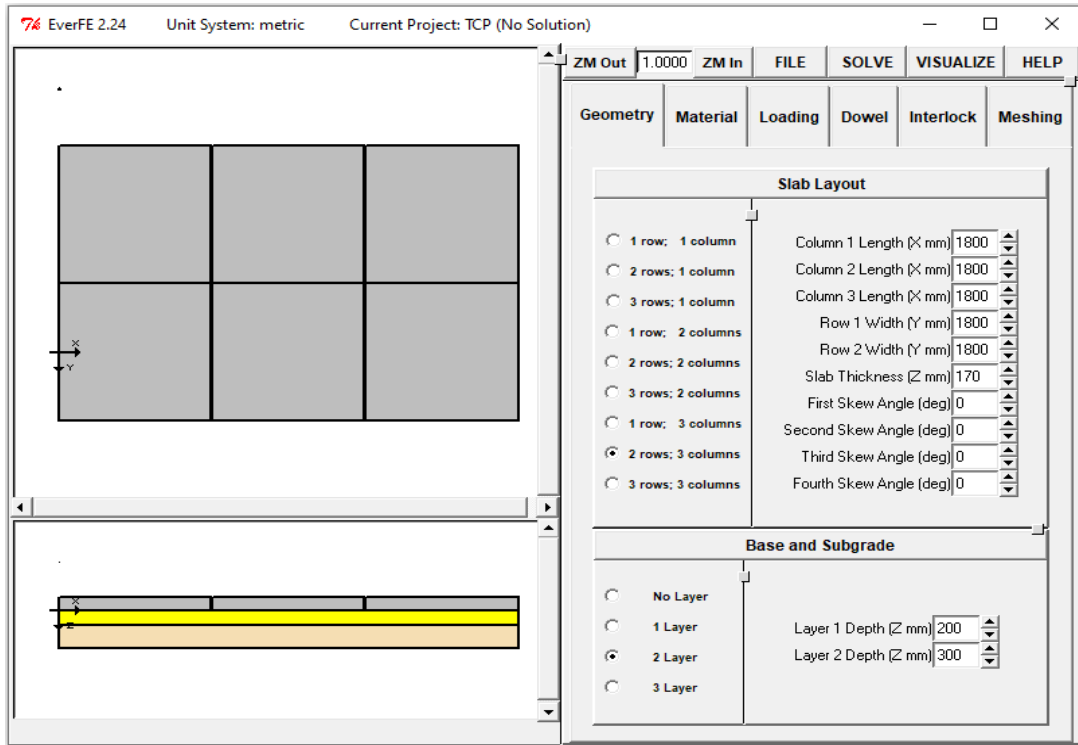 7% EverFE 2.24 Unit System: metric Current Project: TCP (No Solution)
ZM Out 1.0000 ZM In FILE SOLVE VISUALIZE HELP
Geometry Material Loading Dowel Interlock Meshing
Slab Layout
1 row; 1 column
2 rows; 1 column
3 rows; 1 column
1 row; 2 columns
2 rows; 2 columns
3 rows; 2 columns
1 row; 3 columns
2 rows; 3 columns
3 rows; 3 columns
Column 1 Length (X mm) 1800
Column 2 Length (X mm) 1800
Column 3 Length (X mm) 1800
Row 1 Width (Y mm) 1800
Row 2 Width (Y mm) 1800
Slab Thickness (Z mm) 170
First Skew Angle (deg) 0
Second Skew Angle (deg) 0
Third Skew Angle (deg) 0
Fourth Skew Angle (deg) 0
X
Y
Base and Subgrade
No Layer
1 Layer
2 Layer
3 Layer
Layer 1 Depth (Z mm) 200
Layer 2 Depth (Z mm) 300
X
Z